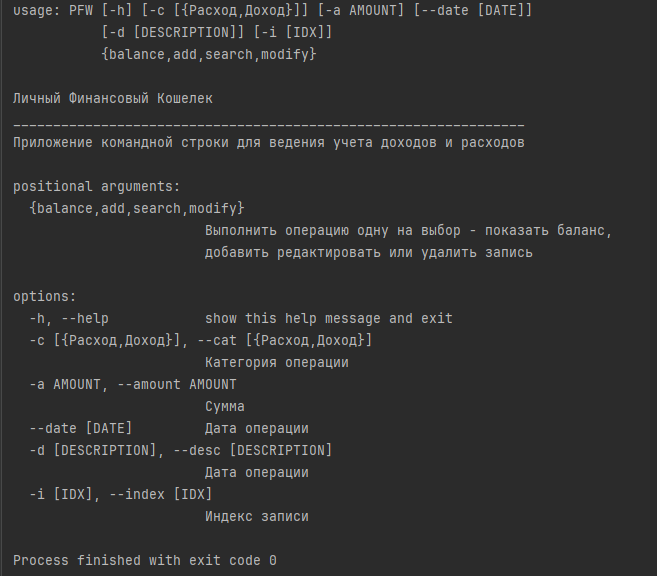 usage: PFW [-h] [-c [{Расход,Доход}]] [-a AMOUNT] [--date [DATE]]
           [-d [DESCRIPTION]] [-i [IDX]]
           {balance,add,search,modify}
Личный Финансовый Кошелек
________________________________________________________________
Приложение командной строки для ведения учета доходов и расходов
positional arguments:
  {balance,add,search,modify}
                        Выполнить операцию одну на выбор - показать баланс,
                        добавить редактировать или удалить запись
options:
  -h, --help            show this help message and exit
  -c [{Расход,Доход}], --cat [{Расход,Доход}]
                        Категория операции
  -a AMOUNT, --amount AMOUNT
                        Сумма
  --date [DATE]         Дата операции
  -d [DESCRIPTION], --desc [DESCRIPTION]
                        Дата операции
  -i [IDX], --index [IDX]
                        Индекс записи
Process finished with exit code 0